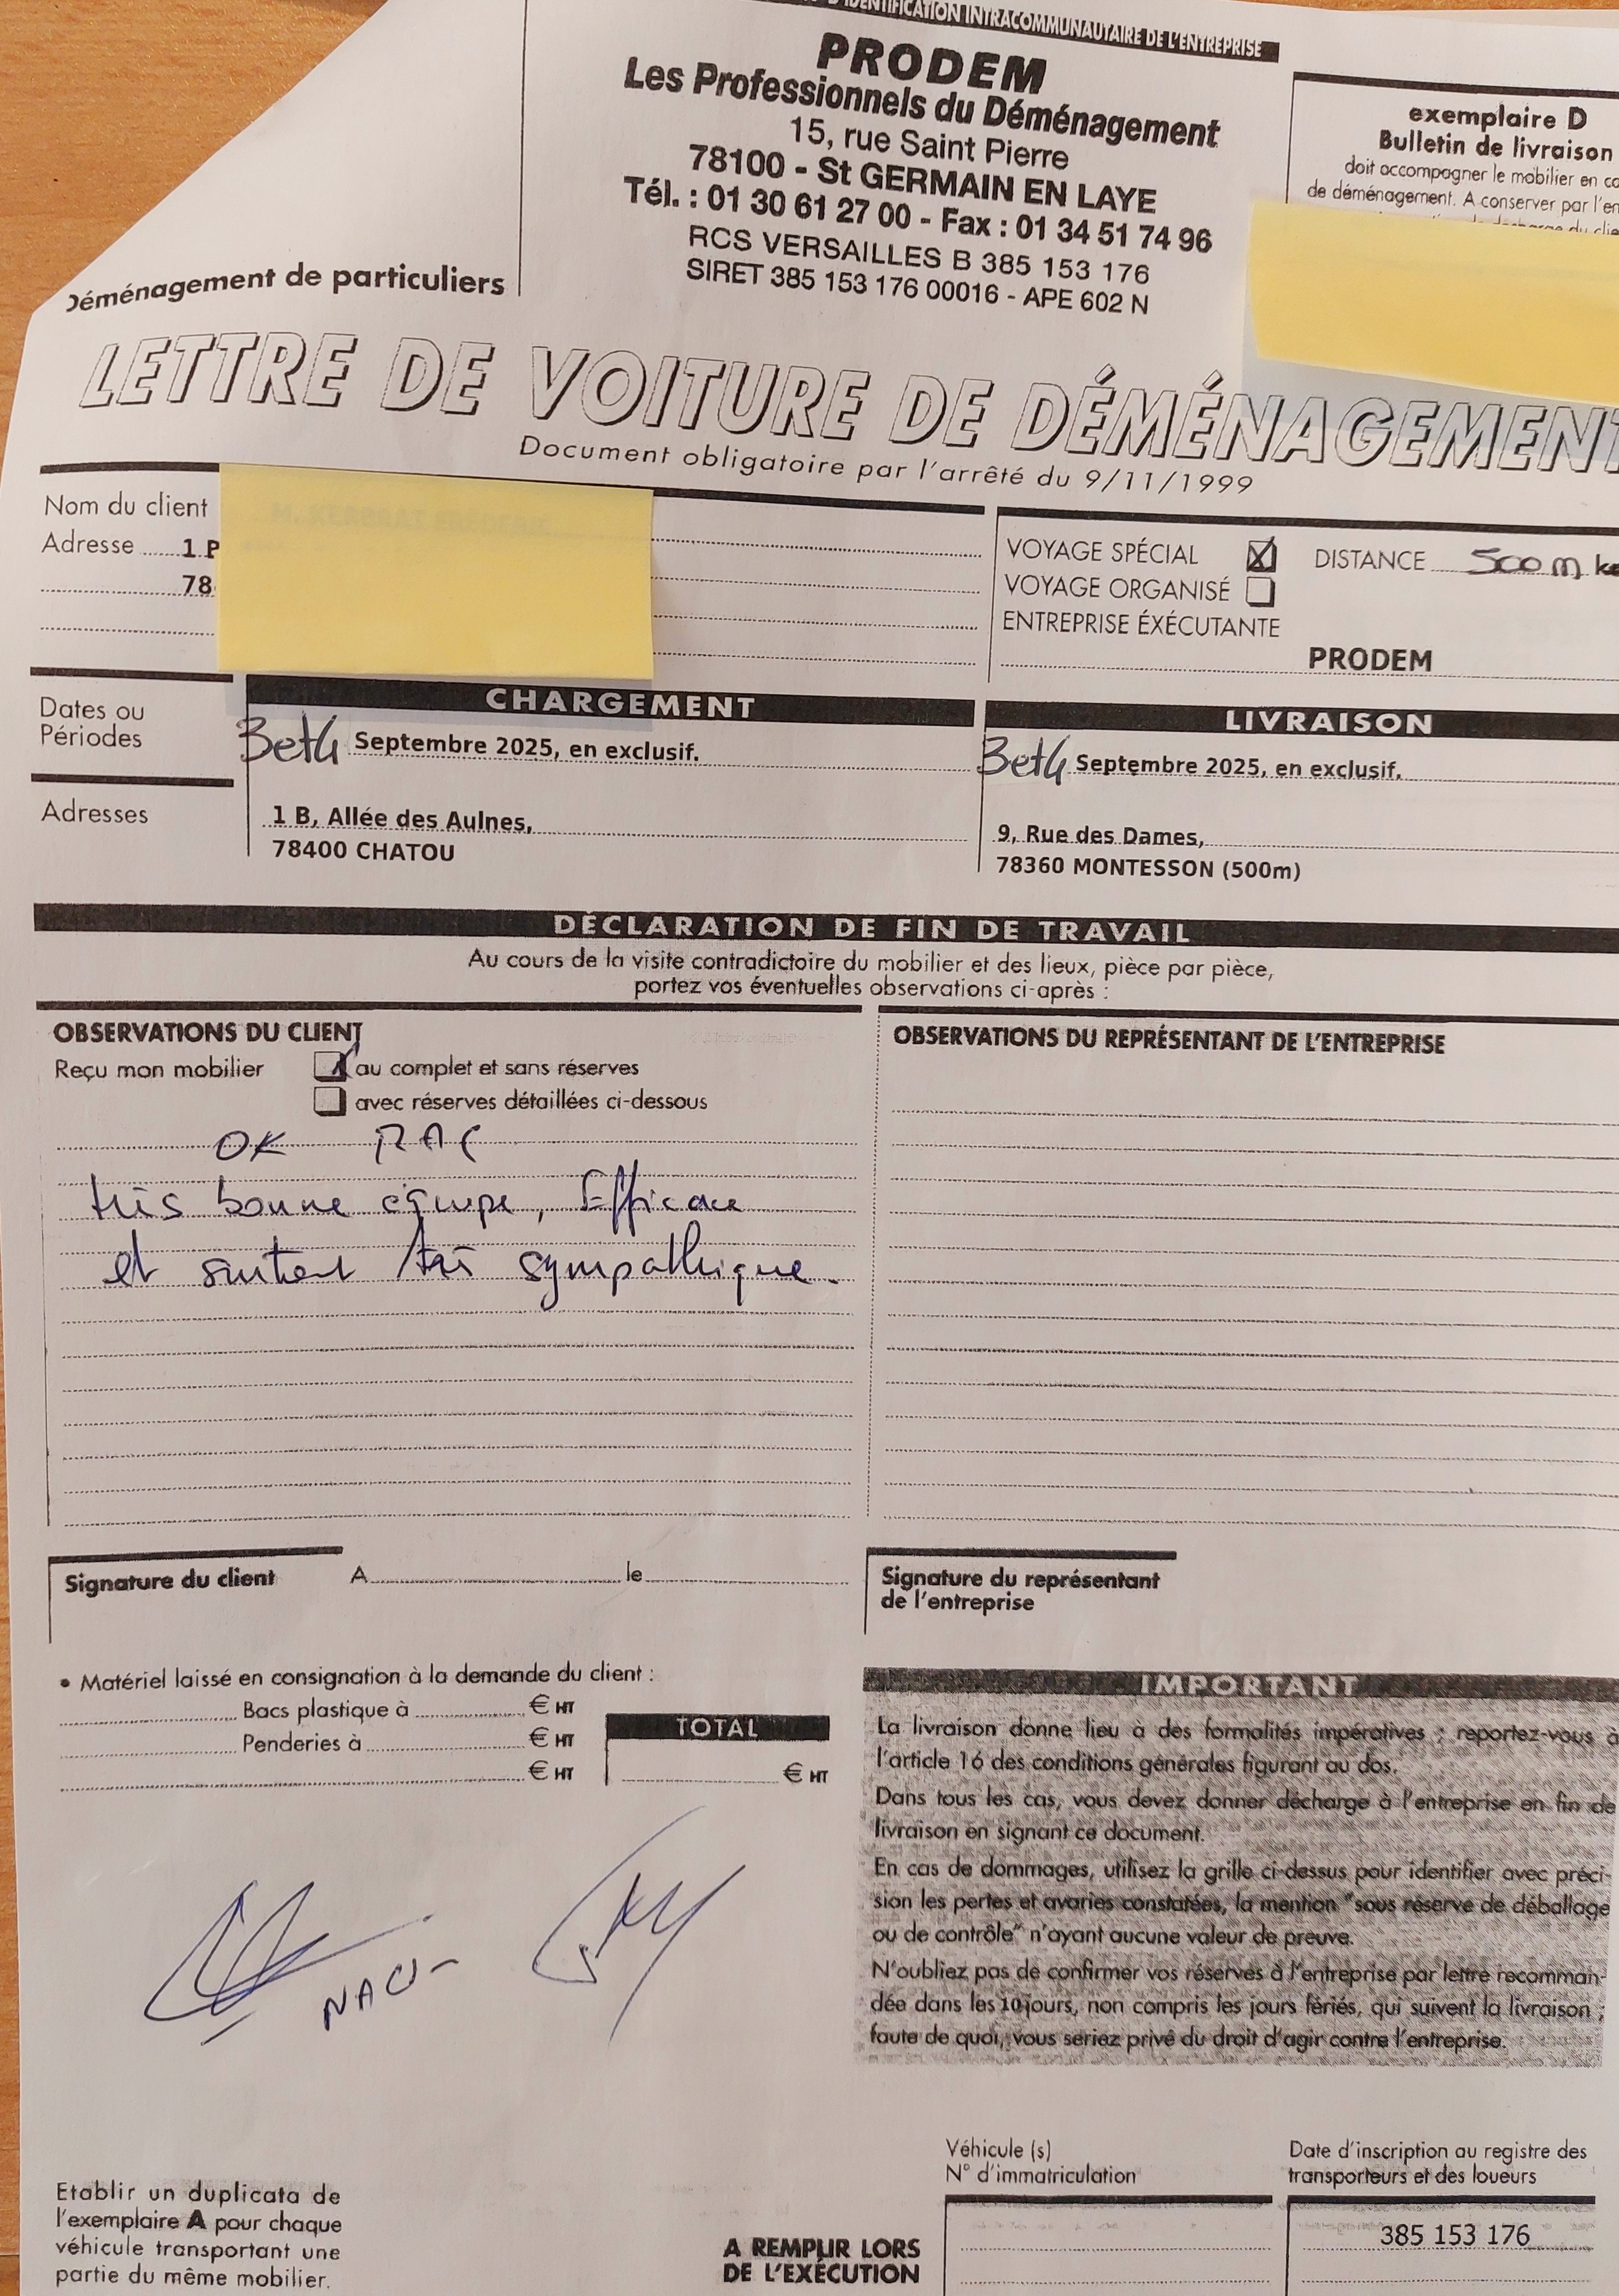 D'IDENTIFICATION INTRACOMMUNAUTAIRE DE L'ENTREPRISE
PRODEM
Les Professionnels du Déménagement
15, rue Saint Pierre
78100 - St GERMAIN EN LAYE
Tél. : 01 30 61 27 00 - Fax : 01 34 51 74 96
RCS VERSAILLES B 385 153 176
SIRET 385 153 176 00016 - APE 602 N
exemplaire D
Bulletin de livraison
doit accompagner le mobilier en
de déménagement. A conserver par
Déménagement de particuliers
LETTRE DE VOITURE DE DÉMÉNAGEMENT
Document obligatoire par l'arrêté du 9/11/1999
Nom du client
Adresse 1
78
VOYAGE SPÉCIAL X DISTANCE 500 m
VOYAGE ORGANISÉ
ENTREPRISE ÉXÉCUTANTE
PRODEM
Dates ou
Périodes
CHARGEMENT
3 et 4 Septembre 2025, en exclusif.
LIVRAISON
3 et 4 Septembre 2025, en exclusif.
Adresses
1 B, Allée des Aulnes,
78400 CHATOU
9, Rue des Dames,
78360 MONTESSON (500m)
DÉCLARATION DE FIN DE TRAVAIL
Au cours de la visite contradictoire du mobilier et des lieux, pièce par pièce,
portez vos éventuelles observations ci-après :
OBSERVATIONS DU CLIENT
Reçu mon mobilier au complet et sans réserves
avec réserves détaillées ci-dessous
OK RAS
très bonne équipe, Efficace
et surtout très sympathique.
OBSERVATIONS DU REPRÉSENTANT DE L'ENTREPRISE
Signature du client A le
Signature du représentant
de l'entreprise
• Matériel laissé en consignation à la demande du client :
Bacs plastique à € HT
Penderies à € HT
€ HT
TOTAL
€ HT
IMPORTANT
La livraison donne lieu à des formalités impératives ; reportez-vous à
l'article 16 des conditions générales figurant au dos.
Dans tous les cas, vous devez donner décharge à l'entreprise en fin de
livraison en signant ce document.
En cas de dommages, utilisez la grille ci-dessus pour identifier avec préci-
sion les pertes et avaries constatées, la mention "sous réserve de déballage
ou de contrôle" n'ayant aucune valeur de preuve.
N'oubliez pas de confirmer vos réserves à l'entreprise par lettre recomman-
dée dans les 10 jours, non compris les jours fériés, qui suivent la livraison ;
faute de quoi, vous seriez privé du droit d'agir contre l'entreprise.
Etablir un duplicata de
l'exemplaire A pour chaque
véhicule transportant une
partie du même mobilier.
A REMPLIR LORS
DE L'EXÉCUTION
Véhicule (s)
N° d'immatriculation
Date d'inscription au registre des
transporteurs et des loueurs
385 153 176